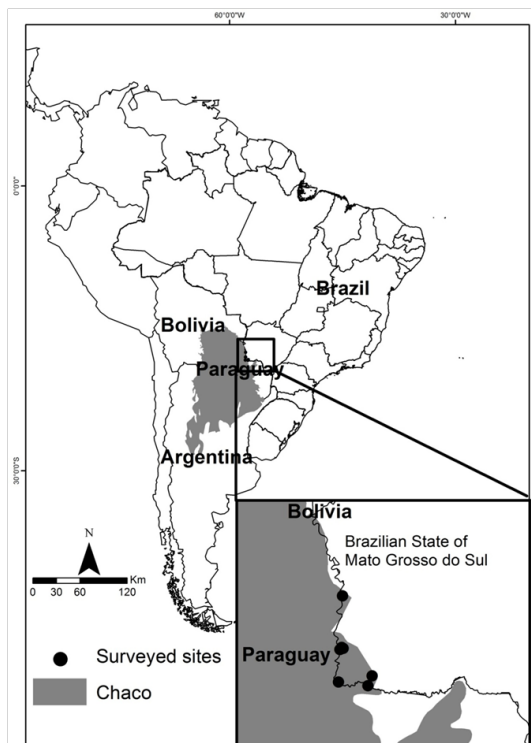 60°0'0"W
30°0'0"W
0°0'0"
Brazil
Bolivia
Paraguay
Argentina
30°0'0"S
Bolivia
Brazilian State of
Mato Grosso do Sul
N
Km
0 30 60 120
Paraguay
Surveyed sites
Chaco